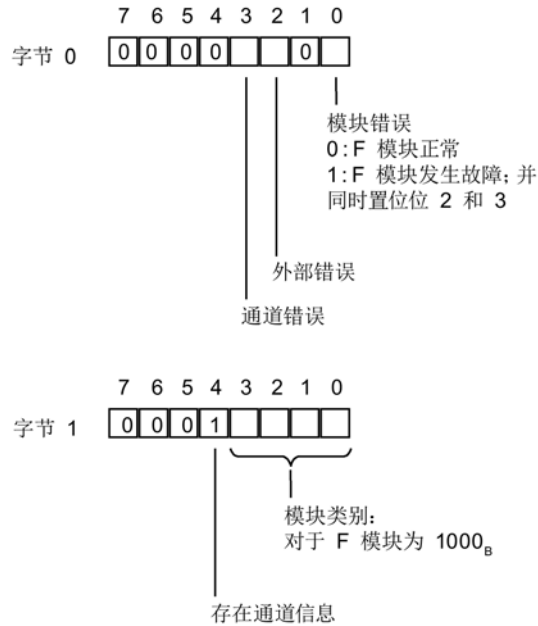 7 6 5 4 3 2 1 0
字节 0 0 0 0 0 0
模块错误
0:F 模块正常
1:F 模块发生故障;并
同时置位位 2 和 3
外部错误
通道错误
7 6 5 4 3 2 1 0
字节 1 0 0 0 1
模块类别:
对于 F 模块为 1000B
存在通道信息